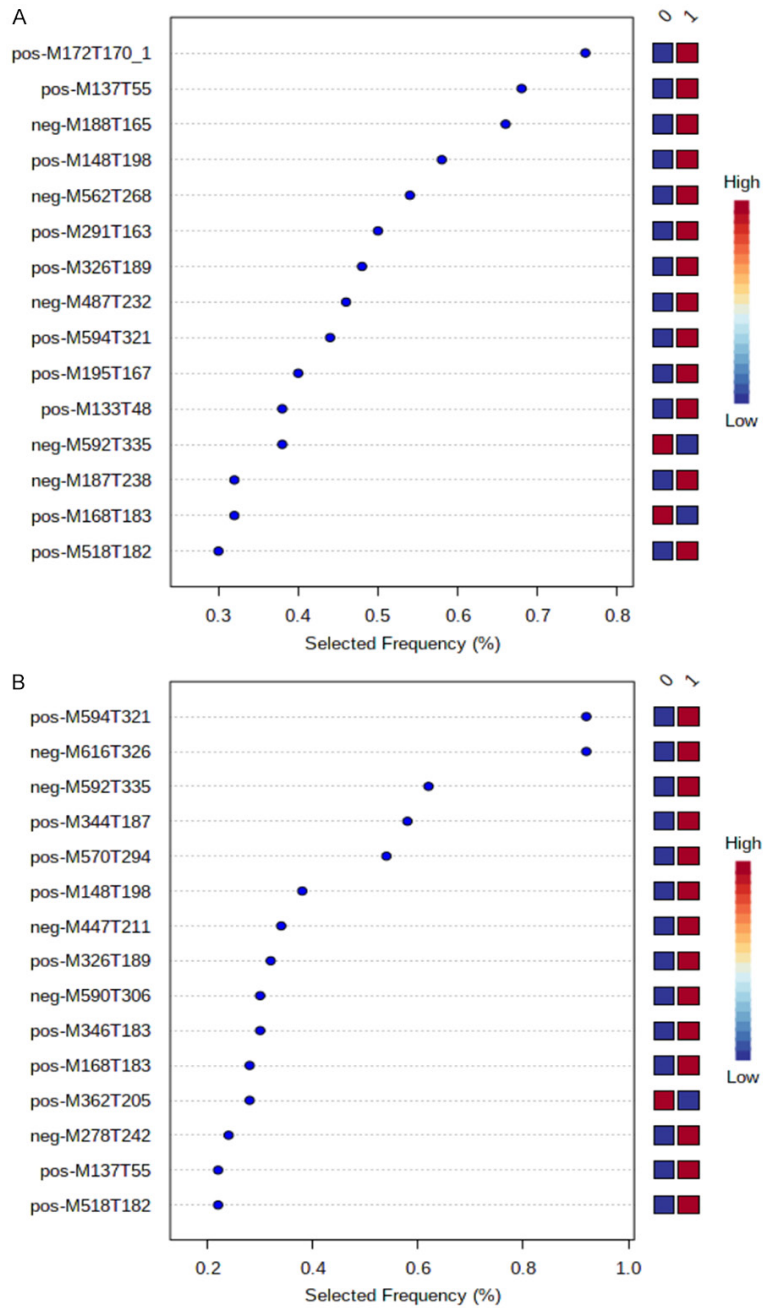 A
0 1
pos-M172T170_1
pos-M137T55
neg-M188T165
pos-M148T198
neg-M562T268
pos-M291T163
pos-M326T189
neg-M487T232
pos-M594T321
pos-M195T167
pos-M133T48
neg-M592T335
neg-M187T238
pos-M168T183
pos-M518T182
High
Low
0.3 0.4 0.5 0.6 0.7 0.8
Selected Frequency (%)
B
0 1
pos-M594T321
neg-M616T326
neg-M592T335
pos-M344T187
pos-M570T294
pos-M148T198
neg-M447T211
pos-M326T189
neg-M590T306
pos-M346T183
pos-M168T183
pos-M362T205
neg-M278T242
pos-M137T55
pos-M518T182
High
Low
0.2 0.4 0.6 0.8 1.0
Selected Frequency (%)